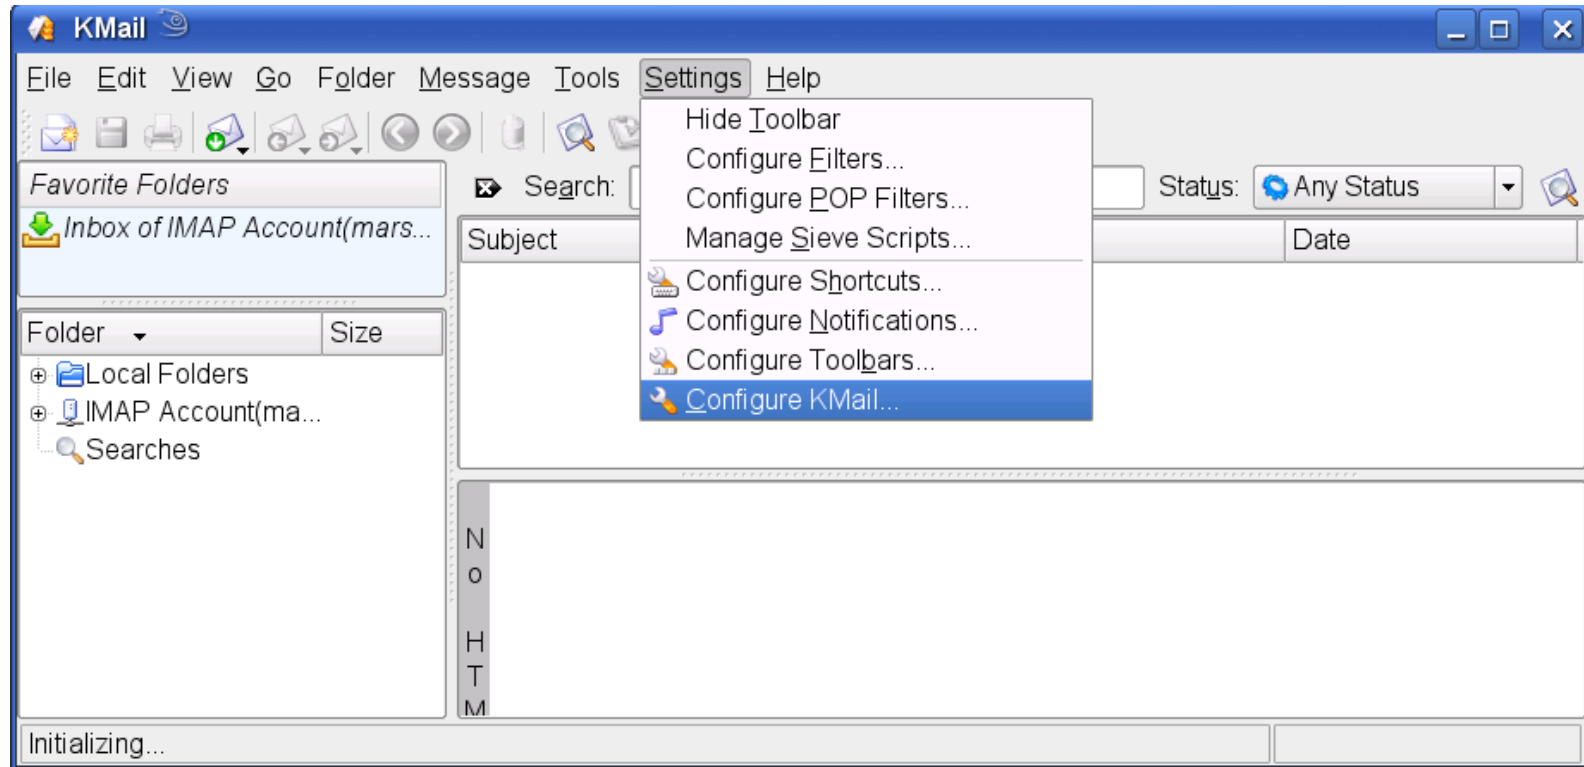 KMail
File Edit View Go Folder Message Tools Settings Help
Hide Toolbar
Configure Filters...
Configure POP Filters...
Manage Sieve Scripts...
Configure Shortcuts...
Configure Notifications...
Configure Toolbars...
Configure KMail...
Favorite Folders
Inbox of IMAP Account(mars...
Search: Status: Any Status
Subject Date
Folder Size
Local Folders
IMAP Account(ma...
Searches
No HTM
Initializing...